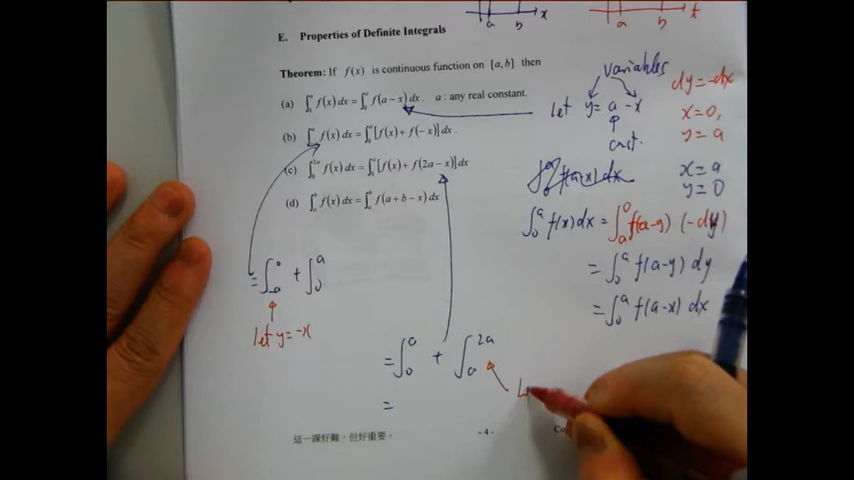 a b x
a b t
E. Properties of Definite Integrals
Theorem: If f(x) is continuous function on [a, b] then
(a) ∫₀ᵃ f(x) dx = ∫₀ᵃ f(a−x) dx. a : any real constant.
(b) f(x) dx = ∫₀ᵃ [f(x) + f(−x)] dx.
(c) ∫₀²ᵃ f(x) dx = ∫₀ᵃ [f(x) + f(2a−x)] dx
(d) ∫ₐᵇ f(x) dx = ∫ₐᵇ f(a+b−x) dx
variables
let y = a − x
cnst.
dy = −dx
x = 0,
y = a
x = a
y = 0
∫₀ᵃ f(a−x) dx
∫₀ᵃ f(x) dx = ∫ₐ⁰ f(a−y) (−dy)
= ∫₀ᵃ f(a−y) dy
= ∫₀ᵃ f(a−x) dx
= ∫₋ₐ⁰ + ∫₀ᵃ
let y = −x
= ∫₀ᵃ + ∫ₐ²ᵃ
=
這一課好難，但好重要。
- 4 -